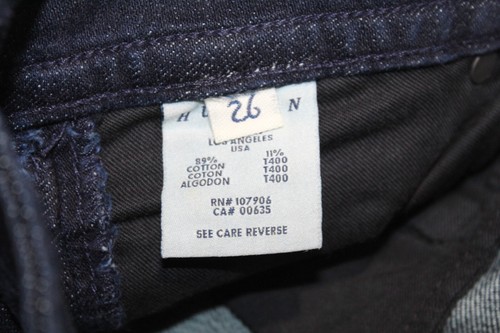 26
LOS ANGELES
USA
89% 11%
COTTON T400
COTON T400
ALGODON T400
RN# 107906
CA# 00635
SEE CARE REVERSE